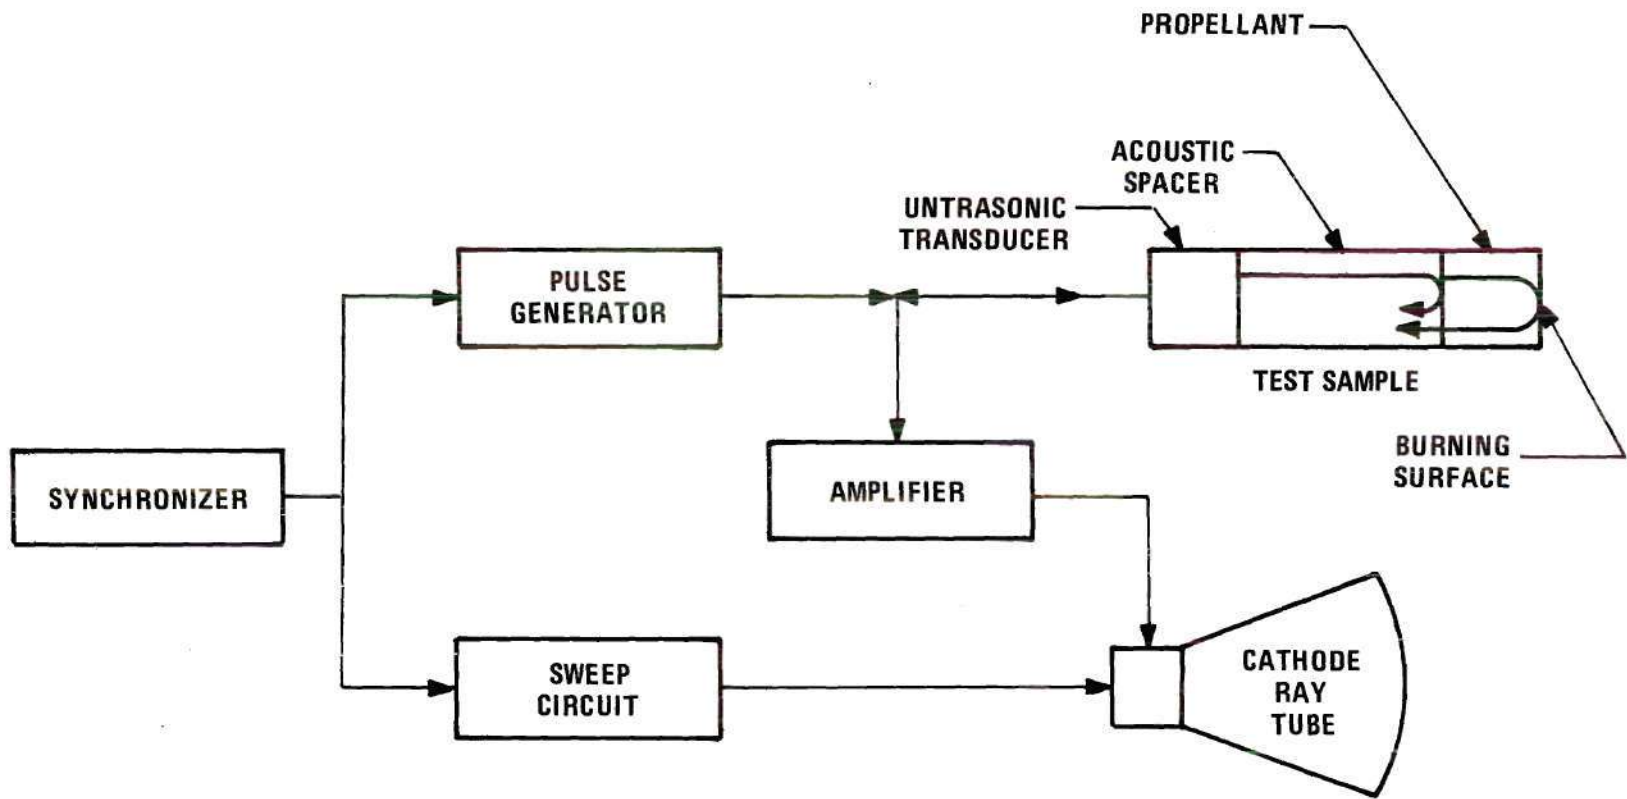 PROPELLANT
ACOUSTIC
SPACER
UNTRASONIC
TRANSDUCER
PULSE
GENERATOR
TEST SAMPLE
BURNING
SURFACE
SYNCHRONIZER
AMPLIFIER
SWEEP
CIRCUIT
CATHODE
RAY
TUBE